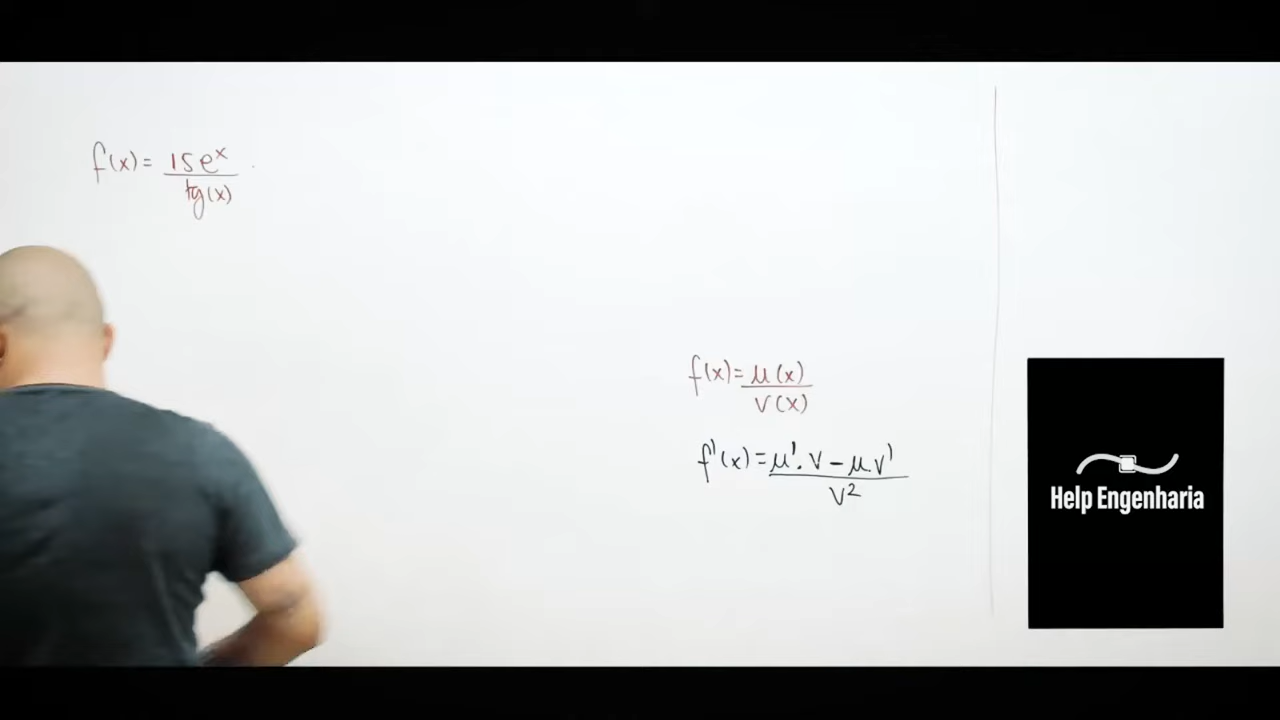 f(x) = 15e^x / tg(x)
f(x) = μ(x) / v(x)
f'(x) = μ'. v - μ.v' / v²
Help Engenharia